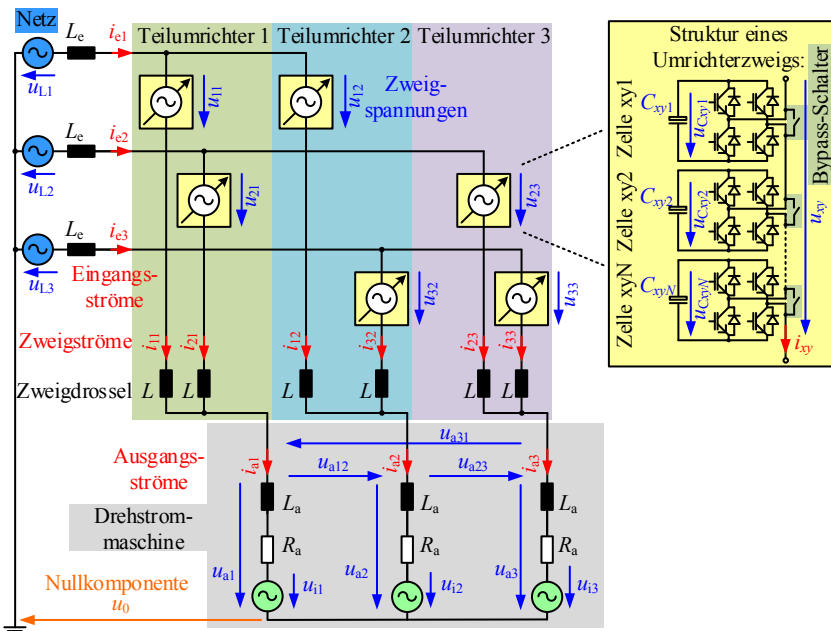 Netz
Le
ie1
Teilumrichter 1
Teilumrichter 2
Teilumrichter 3
uL1
u11
u12
Zweig-
spannungen
Le
ie2
uL2
u21
u23
Le
ie3
uL3
Eingangs-
ströme
u32
u33
Zweigströme
i11
i21
i12
i32
i23
i33
Zweigdrossel
L
L
L
L
L
L
ua31
Ausgangs-
ströme
ia1
ua12
ia2
ua23
ia3
La
La
La
Drehstrom-
maschine
Ra
Ra
Ra
ua1
ui1
ua2
ui2
ua3
ui3
Nullkomponente
u0
Struktur eines
Umrichterzweigs:
Zelle xy1
Cxy1
uCxy1
Bypass-Schalter
Zelle xy2
Cxy2
uCxy2
uxy
Zelle xyN
CxyN
uCxyN
ixy